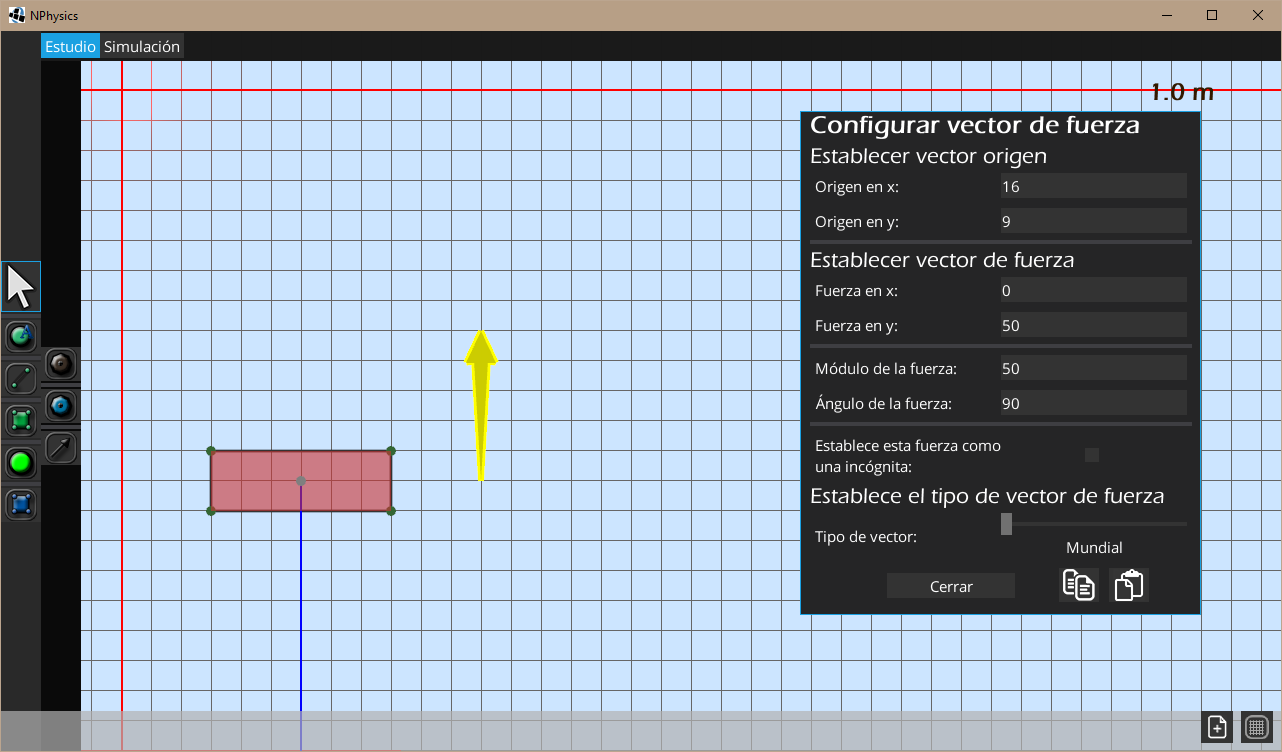 NPhysics
Estudio Simulación
1.0 m
Configurar vector de fuerza
Establecer vector origen
Origen en x: 16
Origen en y: 9
Establecer vector de fuerza
Fuerza en x: 0
Fuerza en y: 50
Módulo de la fuerza: 50
Ángulo de la fuerza: 90
Establece esta fuerza como
una incógnita:
Establece el tipo de vector de fuerza
Tipo de vector:
Mundial
Cerrar